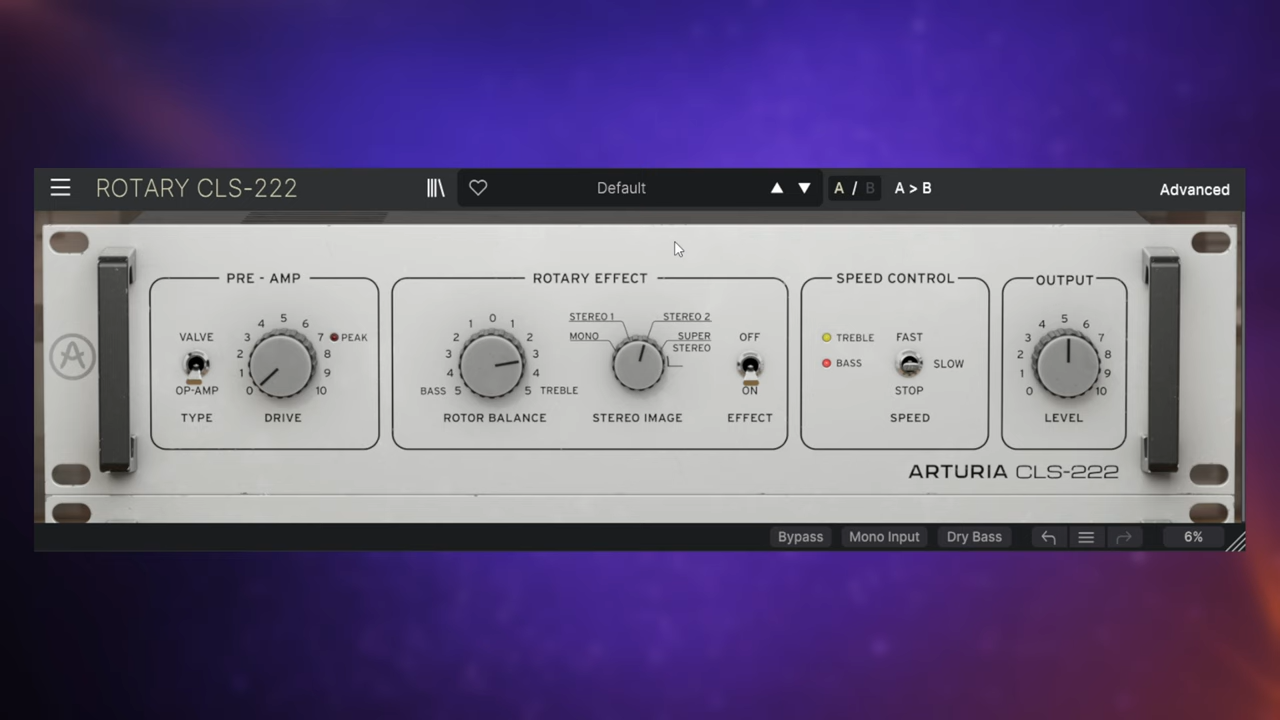 ROTARY CLS-222
Default
A / B
A > B
Advanced
PRE - AMP
ROTARY EFFECT
SPEED CONTROL
OUTPUT
VALVE
OP-AMP
TYPE
0 1 2 3 4 5 6 7 8 9 10
PEAK
DRIVE
5 4 3 2 1 0 1 2 3 4 5
BASS
TREBLE
ROTOR BALANCE
MONO
STEREO 1
STEREO 2
SUPER
STEREO
STEREO IMAGE
OFF
ON
EFFECT
TREBLE
BASS
FAST
SLOW
STOP
SPEED
0 1 2 3 4 5 6 7 8 9 10
LEVEL
ARTURIA CLS-222
Bypass
Mono Input
Dry Bass
6%